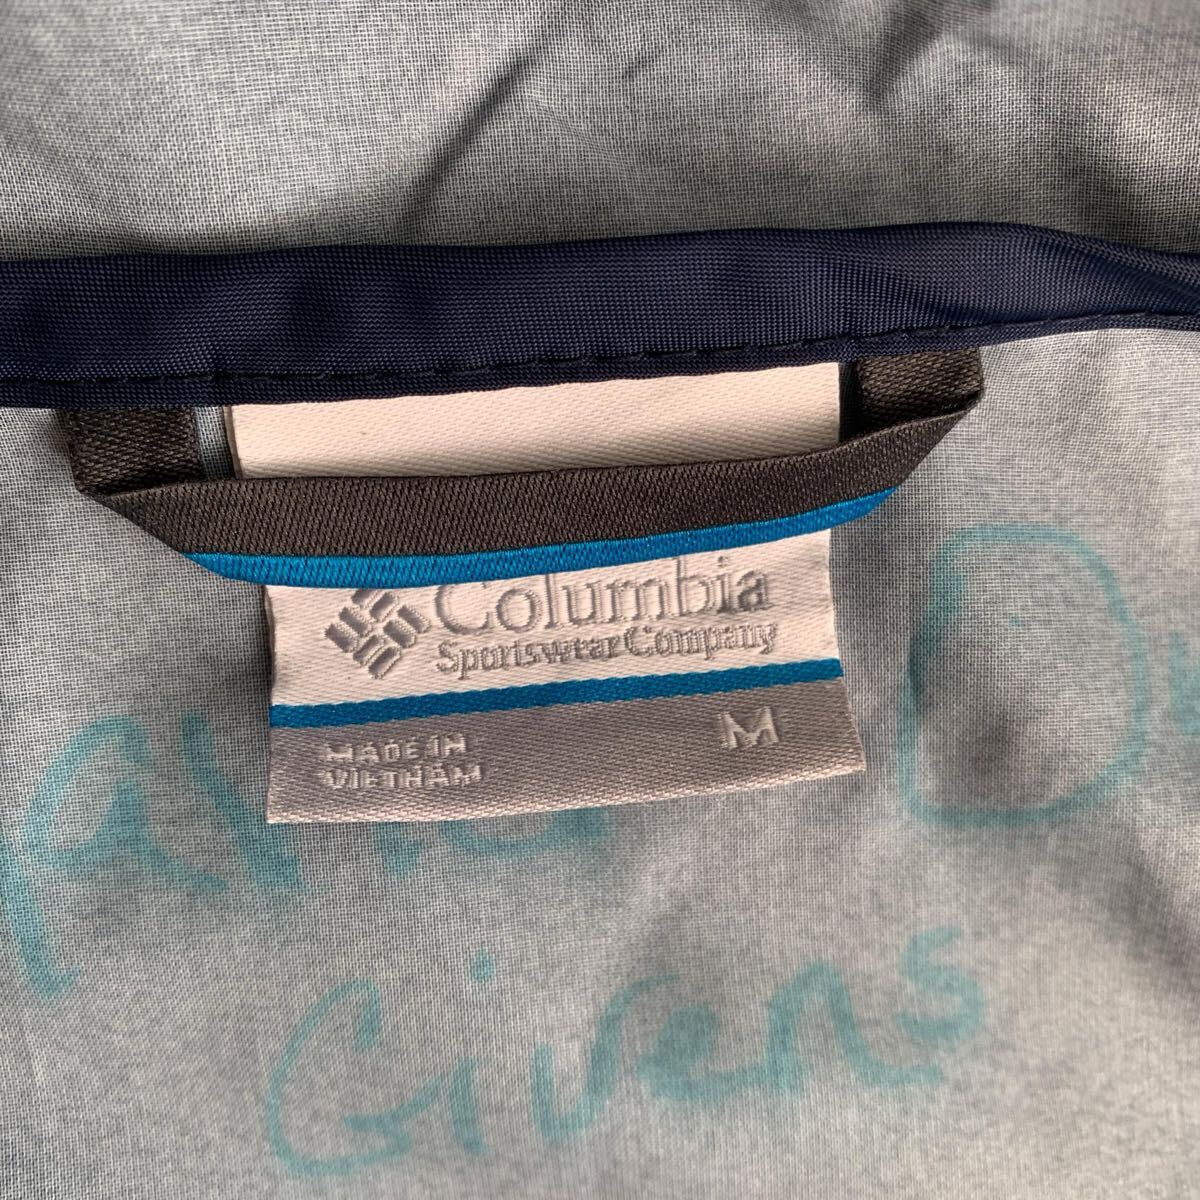 Columbia
Sportswear Company
MADE IN
VIETNAM
M
Givens